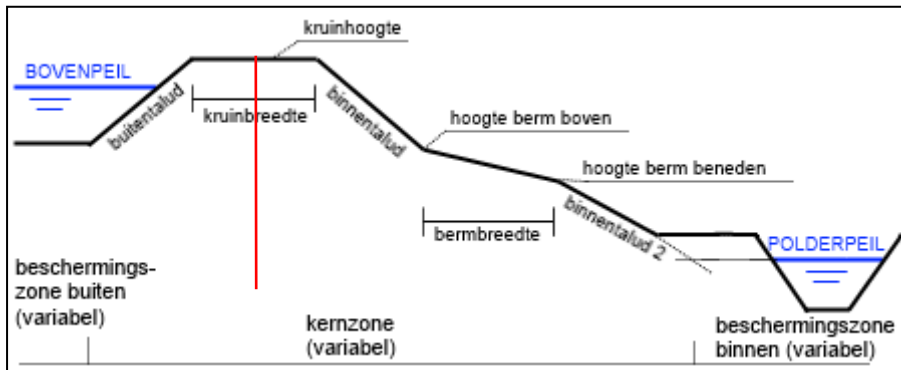 kruinhoogte
BOVENPEIL
buitentalud
kruinbreedte
binnentalud
hoogte berm boven
hoogte berm beneden
bermbreedte
binnentalud 2
POLDERPEIL
beschermings-
zone buiten
(variabel)
kernzone
(variabel)
beschermingszone
binnen (variabel)